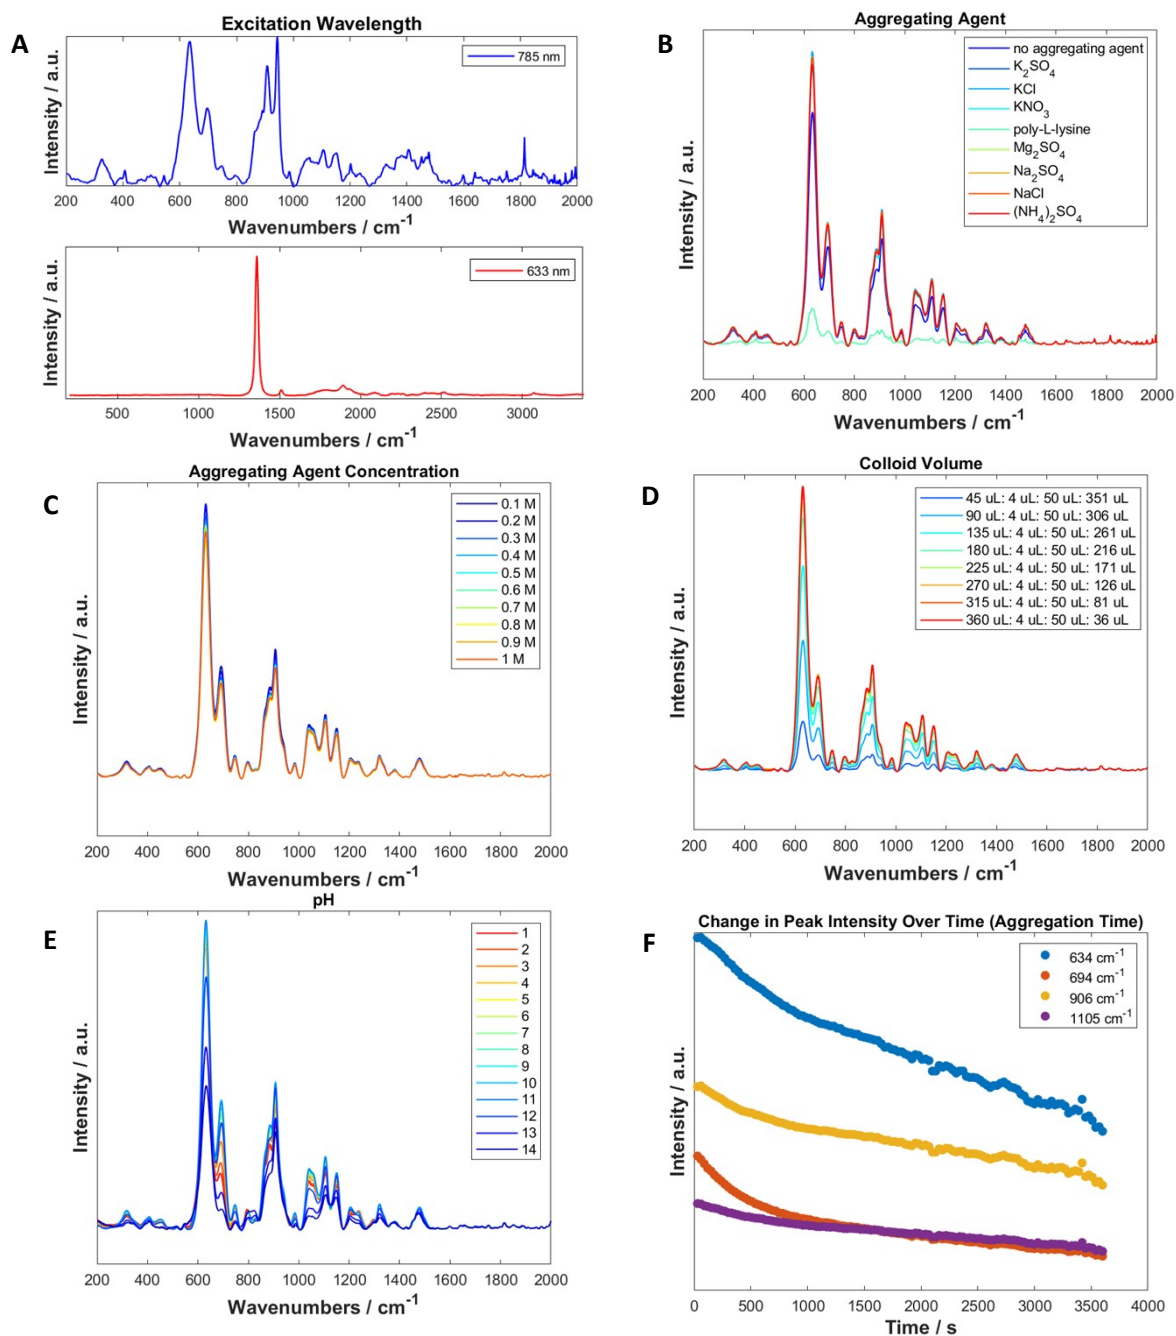 A
Excitation Wavelength
785 nm
Intensity / a.u.
200 400 600 800 1000 1200 1400 1600 1800 2000
Wavenumbers / cm⁻¹
633 nm
Intensity / a.u.
500 1000 1500 2000 2500 3000
Wavenumbers / cm⁻¹
B
Aggregating Agent
no aggregating agent
K₂SO₄
KCl
KNO₃
poly-L-lysine
Mg₂SO₄
Na₂SO₄
NaCl
(NH₄)₂SO₄
Intensity / a.u.
200 400 600 800 1000 1200 1400 1600 1800 2000
Wavenumbers / cm⁻¹
C
Aggregating Agent Concentration
0.1 M
0.2 M
0.3 M
0.4 M
0.5 M
0.6 M
0.7 M
0.8 M
0.9 M
1 M
Intensity / a.u.
200 400 600 800 1000 1200 1400 1600 1800 2000
Wavenumbers / cm⁻¹
D
Colloid Volume
45 uL: 4 uL: 50 uL: 351 uL
90 uL: 4 uL: 50 uL: 306 uL
135 uL: 4 uL: 50 uL: 261 uL
180 uL: 4 uL: 50 uL: 216 uL
225 uL: 4 uL: 50 uL: 171 uL
270 uL: 4 uL: 50 uL: 126 uL
315 uL: 4 uL: 50 uL: 81 uL
360 uL: 4 uL: 50 uL: 36 uL
Intensity / a.u.
200 400 600 800 1000 1200 1400 1600 1800 2000
Wavenumbers / cm⁻¹
E
pH
1
2
3
4
5
6
7
8
9
10
11
12
13
14
Intensity / a.u.
200 400 600 800 1000 1200 1400 1600 1800 2000
Wavenumbers / cm⁻¹
F
Change in Peak Intensity Over Time (Aggregation Time)
634 cm⁻¹
694 cm⁻¹
906 cm⁻¹
1105 cm⁻¹
Intensity / a.u.
0 500 1000 1500 2000 2500 3000 3500 4000
Time / s